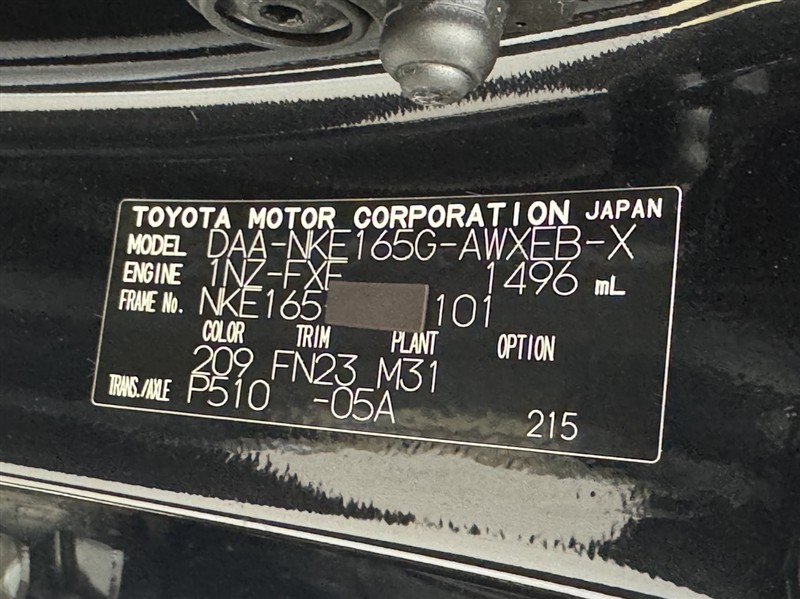 TOYOTA MOTOR CORPORATION JAPAN
MODEL DAA-NKE165G-AWXEB-X
ENGINE 1NZ-FXE 1496 mL
FRAME No. NKE165 101
COLOR TRIM PLANT OPTION
209 FN23 M31
TRANS./AXLE P510 -05A
215